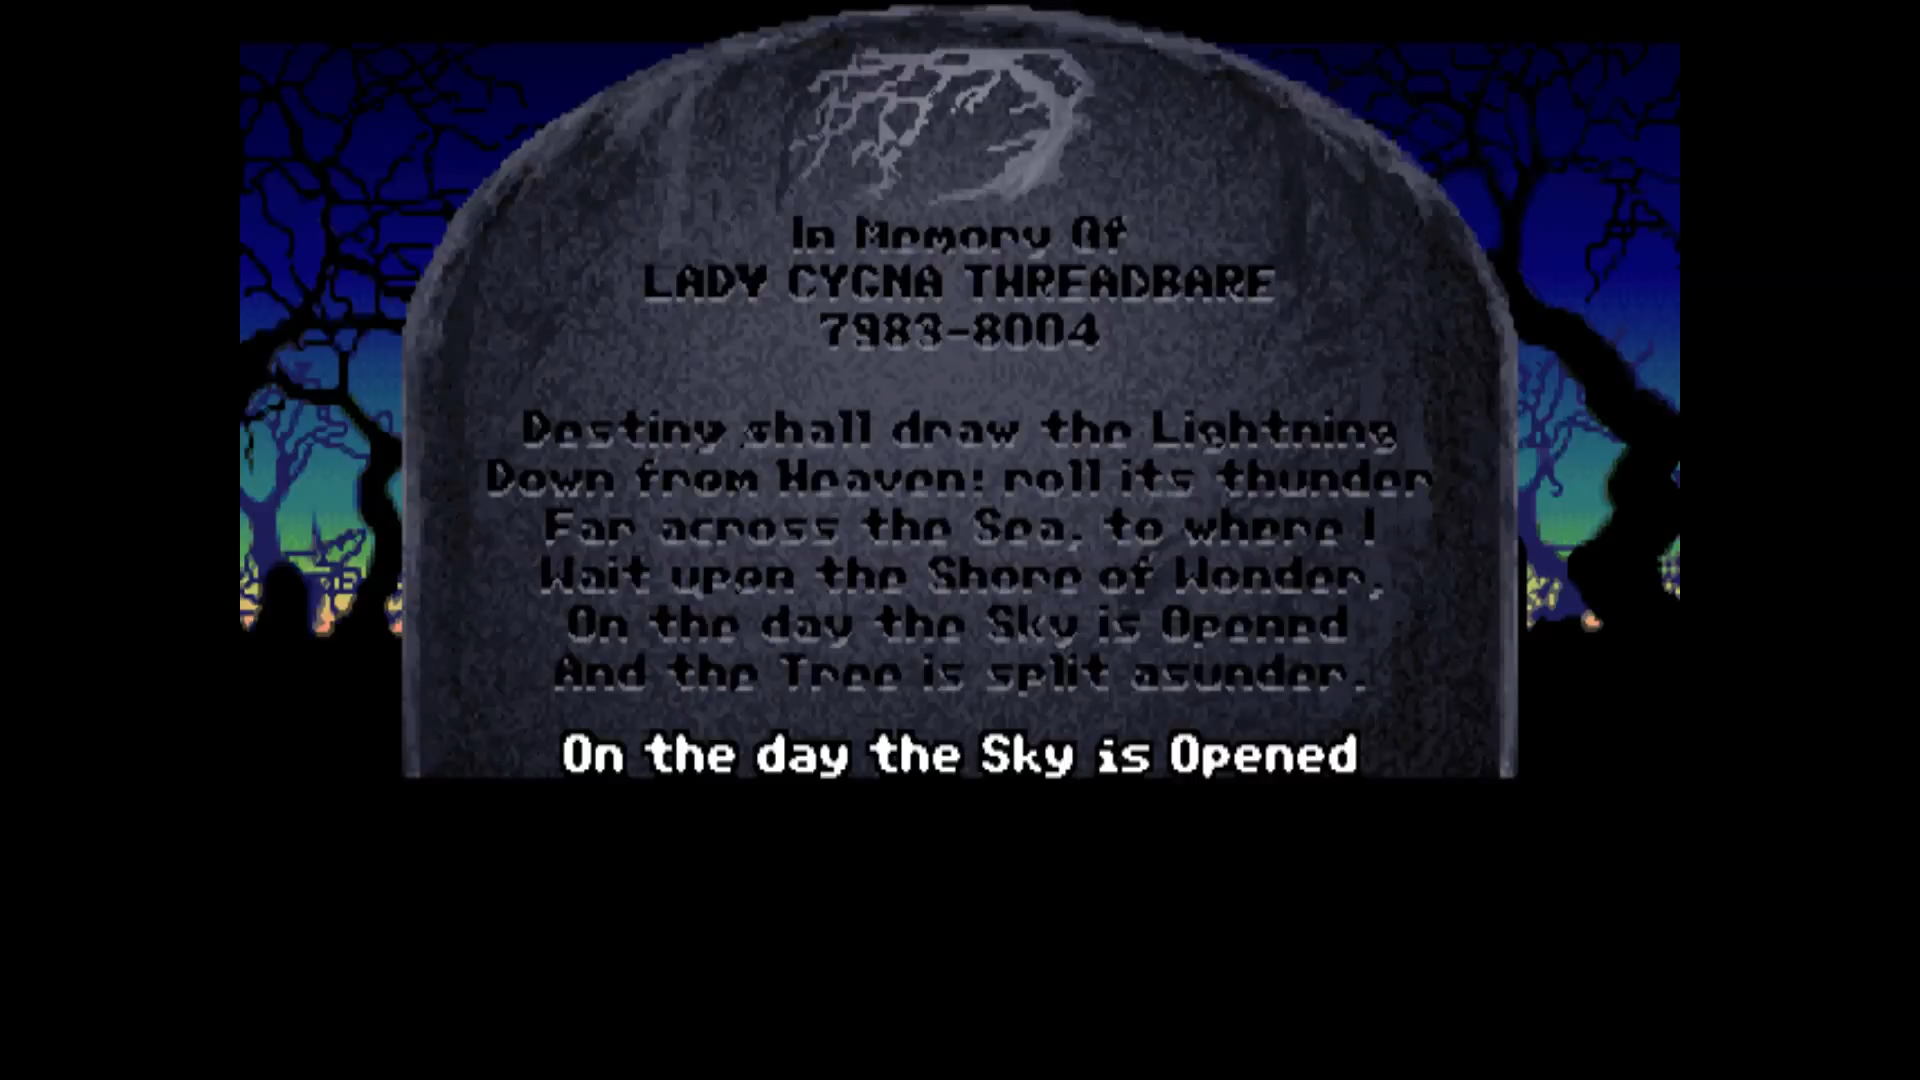 In Memory Of
LADY CYGNA THREADBARE
7983-8004
Destiny shall draw the Lightning
Down from Heaven: roll its thunder
Far across the Sea, to where I
Wait upon the Shore of Wonder,
On the day the Sky is Opened
And the Tree is split asunder.
On the day the Sky is Opened